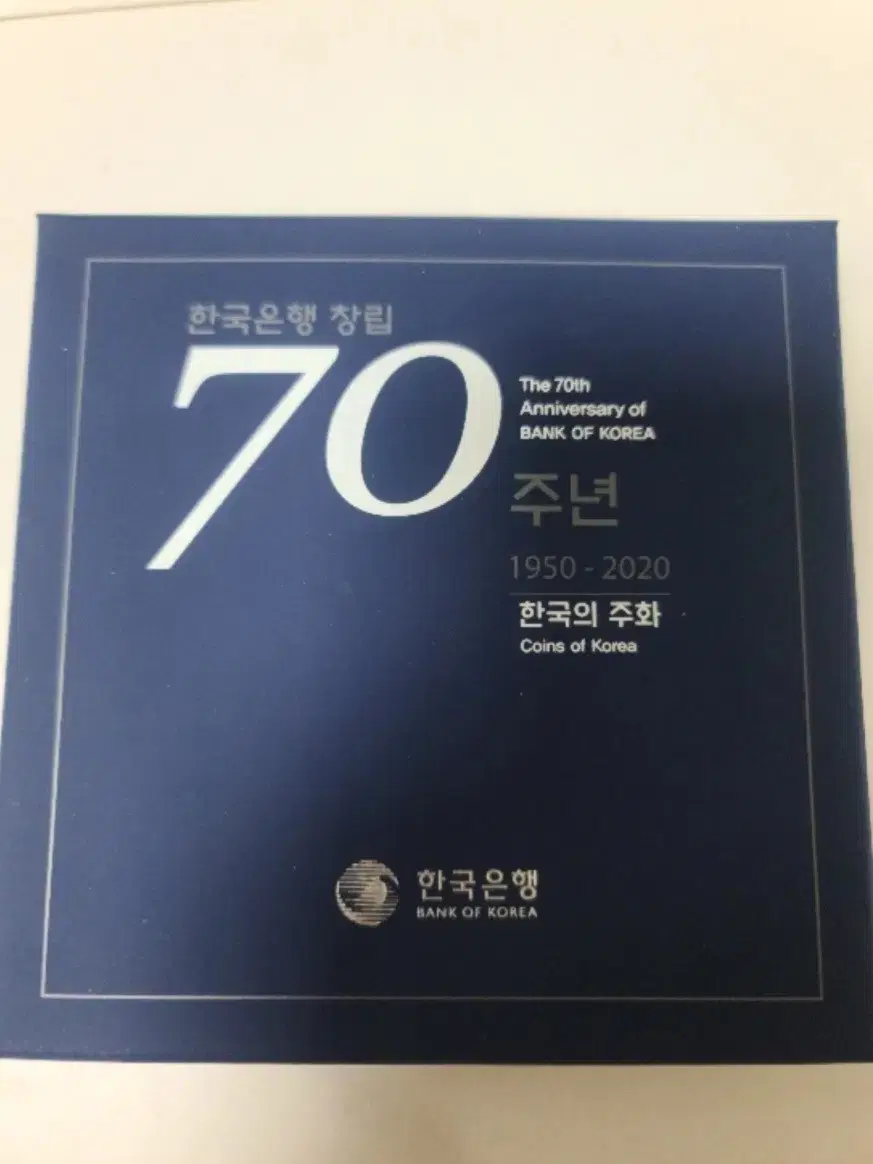 한국은행 창립
70
The 70th
Anniversary of
BANK OF KOREA
주년
1950 - 2020
한국의 주화
Coins of Korea
한국은행
BANK OF KOREA